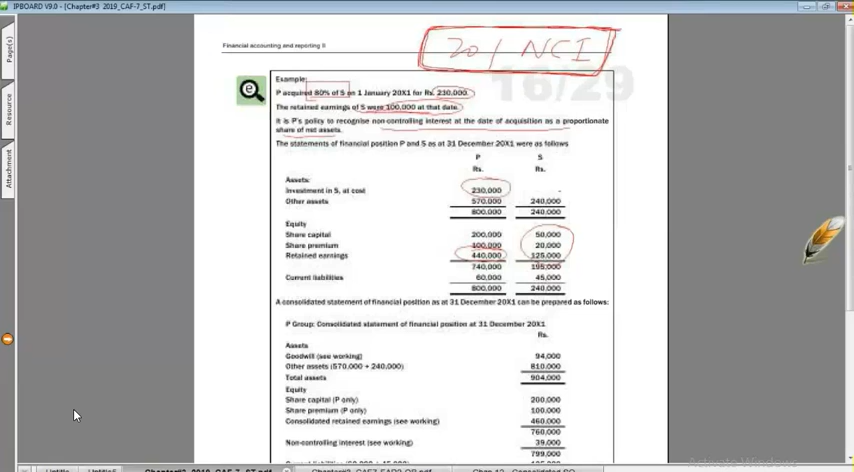 IPBOARD V9.0 - [Chapter#3 2019_CAF-7_ST.pdf]
Page(s)
Resource
Attachment
Financial accounting and reporting II
20% NCI
16/29
Example:
P acquired 80% of S on 1 January 20X1 for Rs. 230,000.
The retained earnings of S were 100,000 at that date.
It is P's policy to recognise non-controlling interest at the date of acquisition as a proportionate
share of net assets.
The statements of financial position P and S as at 31 December 20X1 were as follows
P S
Rs. Rs.
Assets:
Investment in S, at cost 230,000 -
Other assets 570,000 240,000
800,000 240,000
Equity
Share capital 200,000 50,000
Share premium 100,000 20,000
Retained earnings 440,000 125,000
740,000 195,000
Current liabilities 60,000 45,000
800,000 240,000
A consolidated statement of financial position as at 31 December 20X1 can be prepared as follows:
P Group: Consolidated statement of financial position at 31 December 20X1
Rs.
Assets
Goodwill (see working) 94,000
Other assets (570,000 + 240,000) 810,000
Total assets 904,000
Equity
Share capital (P only) 200,000
Share premium (P only) 100,000
Consolidated retained earnings (see working) 460,000
760,000
Non-controlling interest (see working) 39,000
799,000
Activate Windows
Chapter#3 2019_CAF-7_ST.pdf